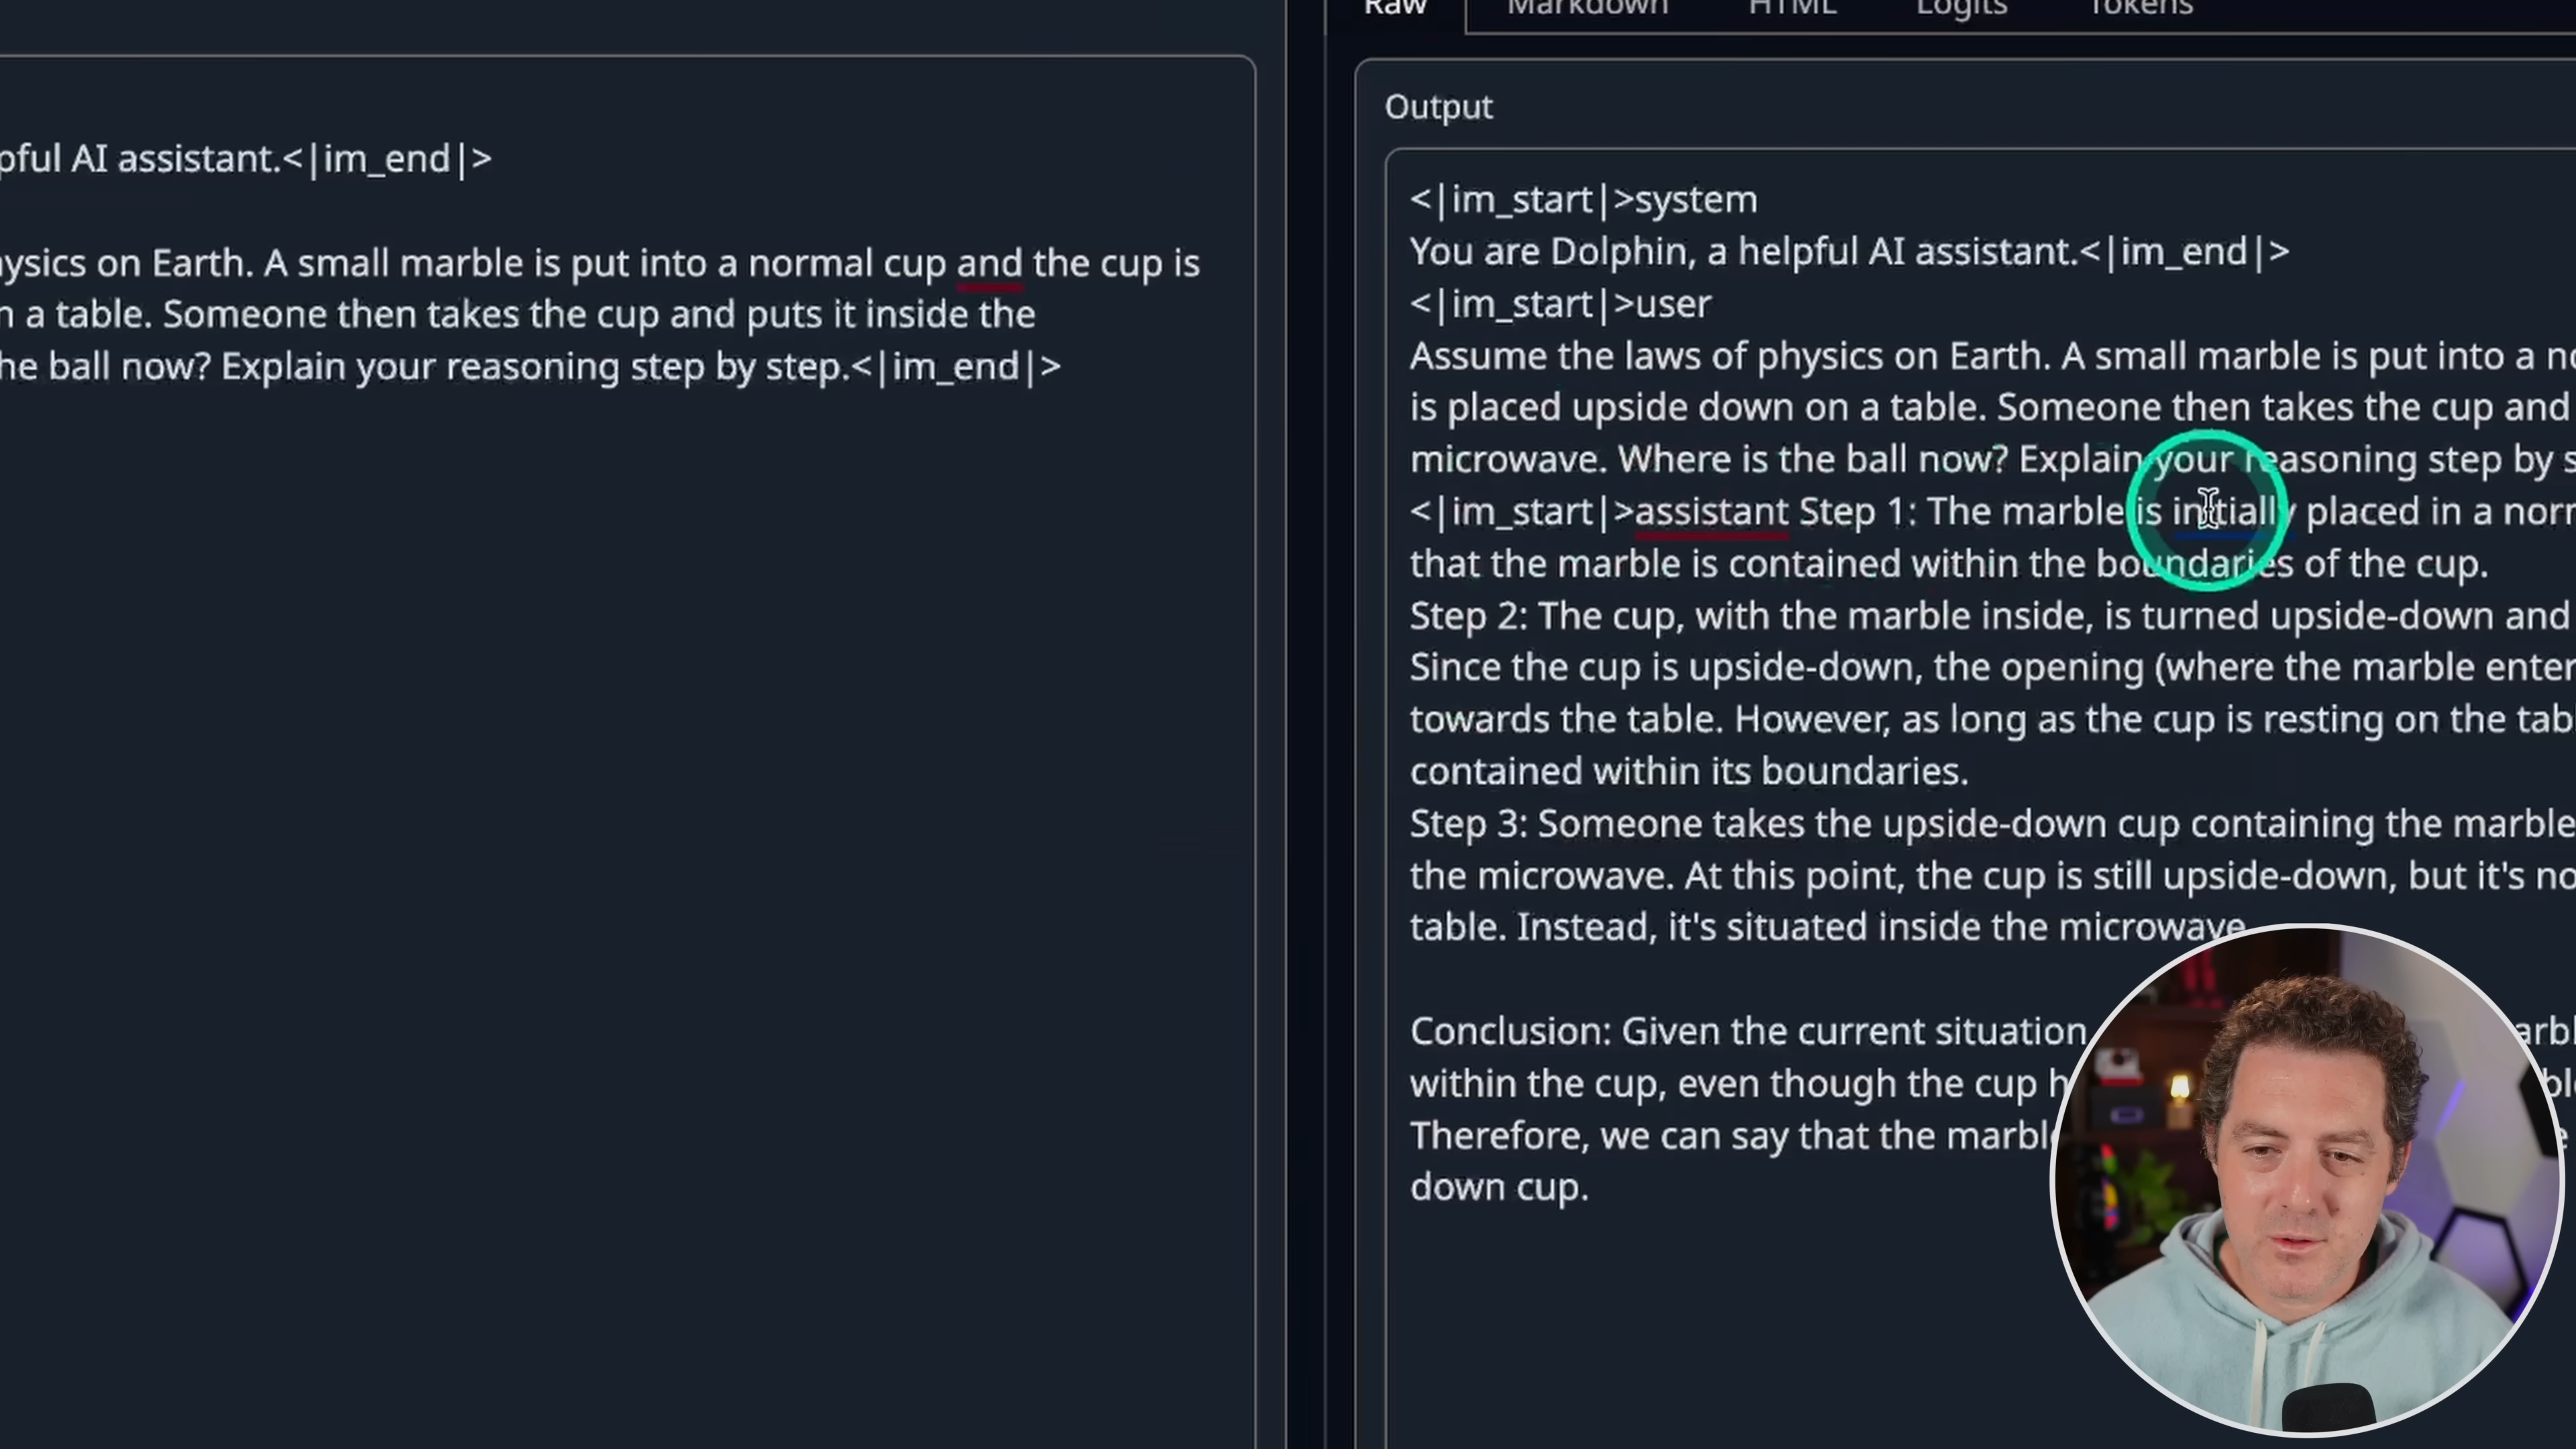 Raw Markdown HTML Logits Tokens
AI assistant.<|im_end|>
on Earth. A small marble is put into a normal cup and the cup is
a table. Someone then takes the cup and puts it inside the
ball now? Explain your reasoning step by step.<|im_end|>
Output
<|im_start|>system
You are Dolphin, a helpful AI assistant.<|im_end|>
<|im_start|>user
Assume the laws of physics on Earth. A small marble is put into a
is placed upside down on a table. Someone then takes the cup and
microwave. Where is the ball now? Explain your reasoning step by
<|im_start|>assistant Step 1: The marble is initially placed in a
that the marble is contained within the boundaries of the cup.
Step 2: The cup, with the marble inside, is turned upside-down and
Since the cup is upside-down, the opening (where the marble
towards the table. However, as long as the cup is resting on the
contained within its boundaries.
Step 3: Someone takes the upside-down cup containing the marble
the microwave. At this point, the cup is still upside-down, but it's
table. Instead, it's situated inside the microwave
Conclusion: Given the current situation
within the cup, even though the cup
Therefore, we can say that the
down cup.